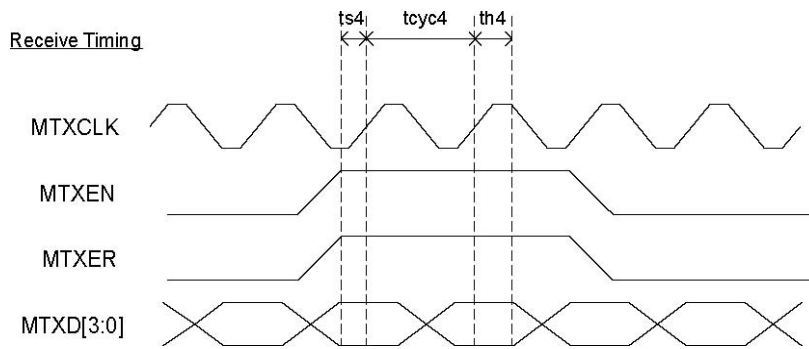 ts4 tcyc4 th4
Receive Timing
MTXCLK
MTXEN
MTXER
MTXD[3:0]